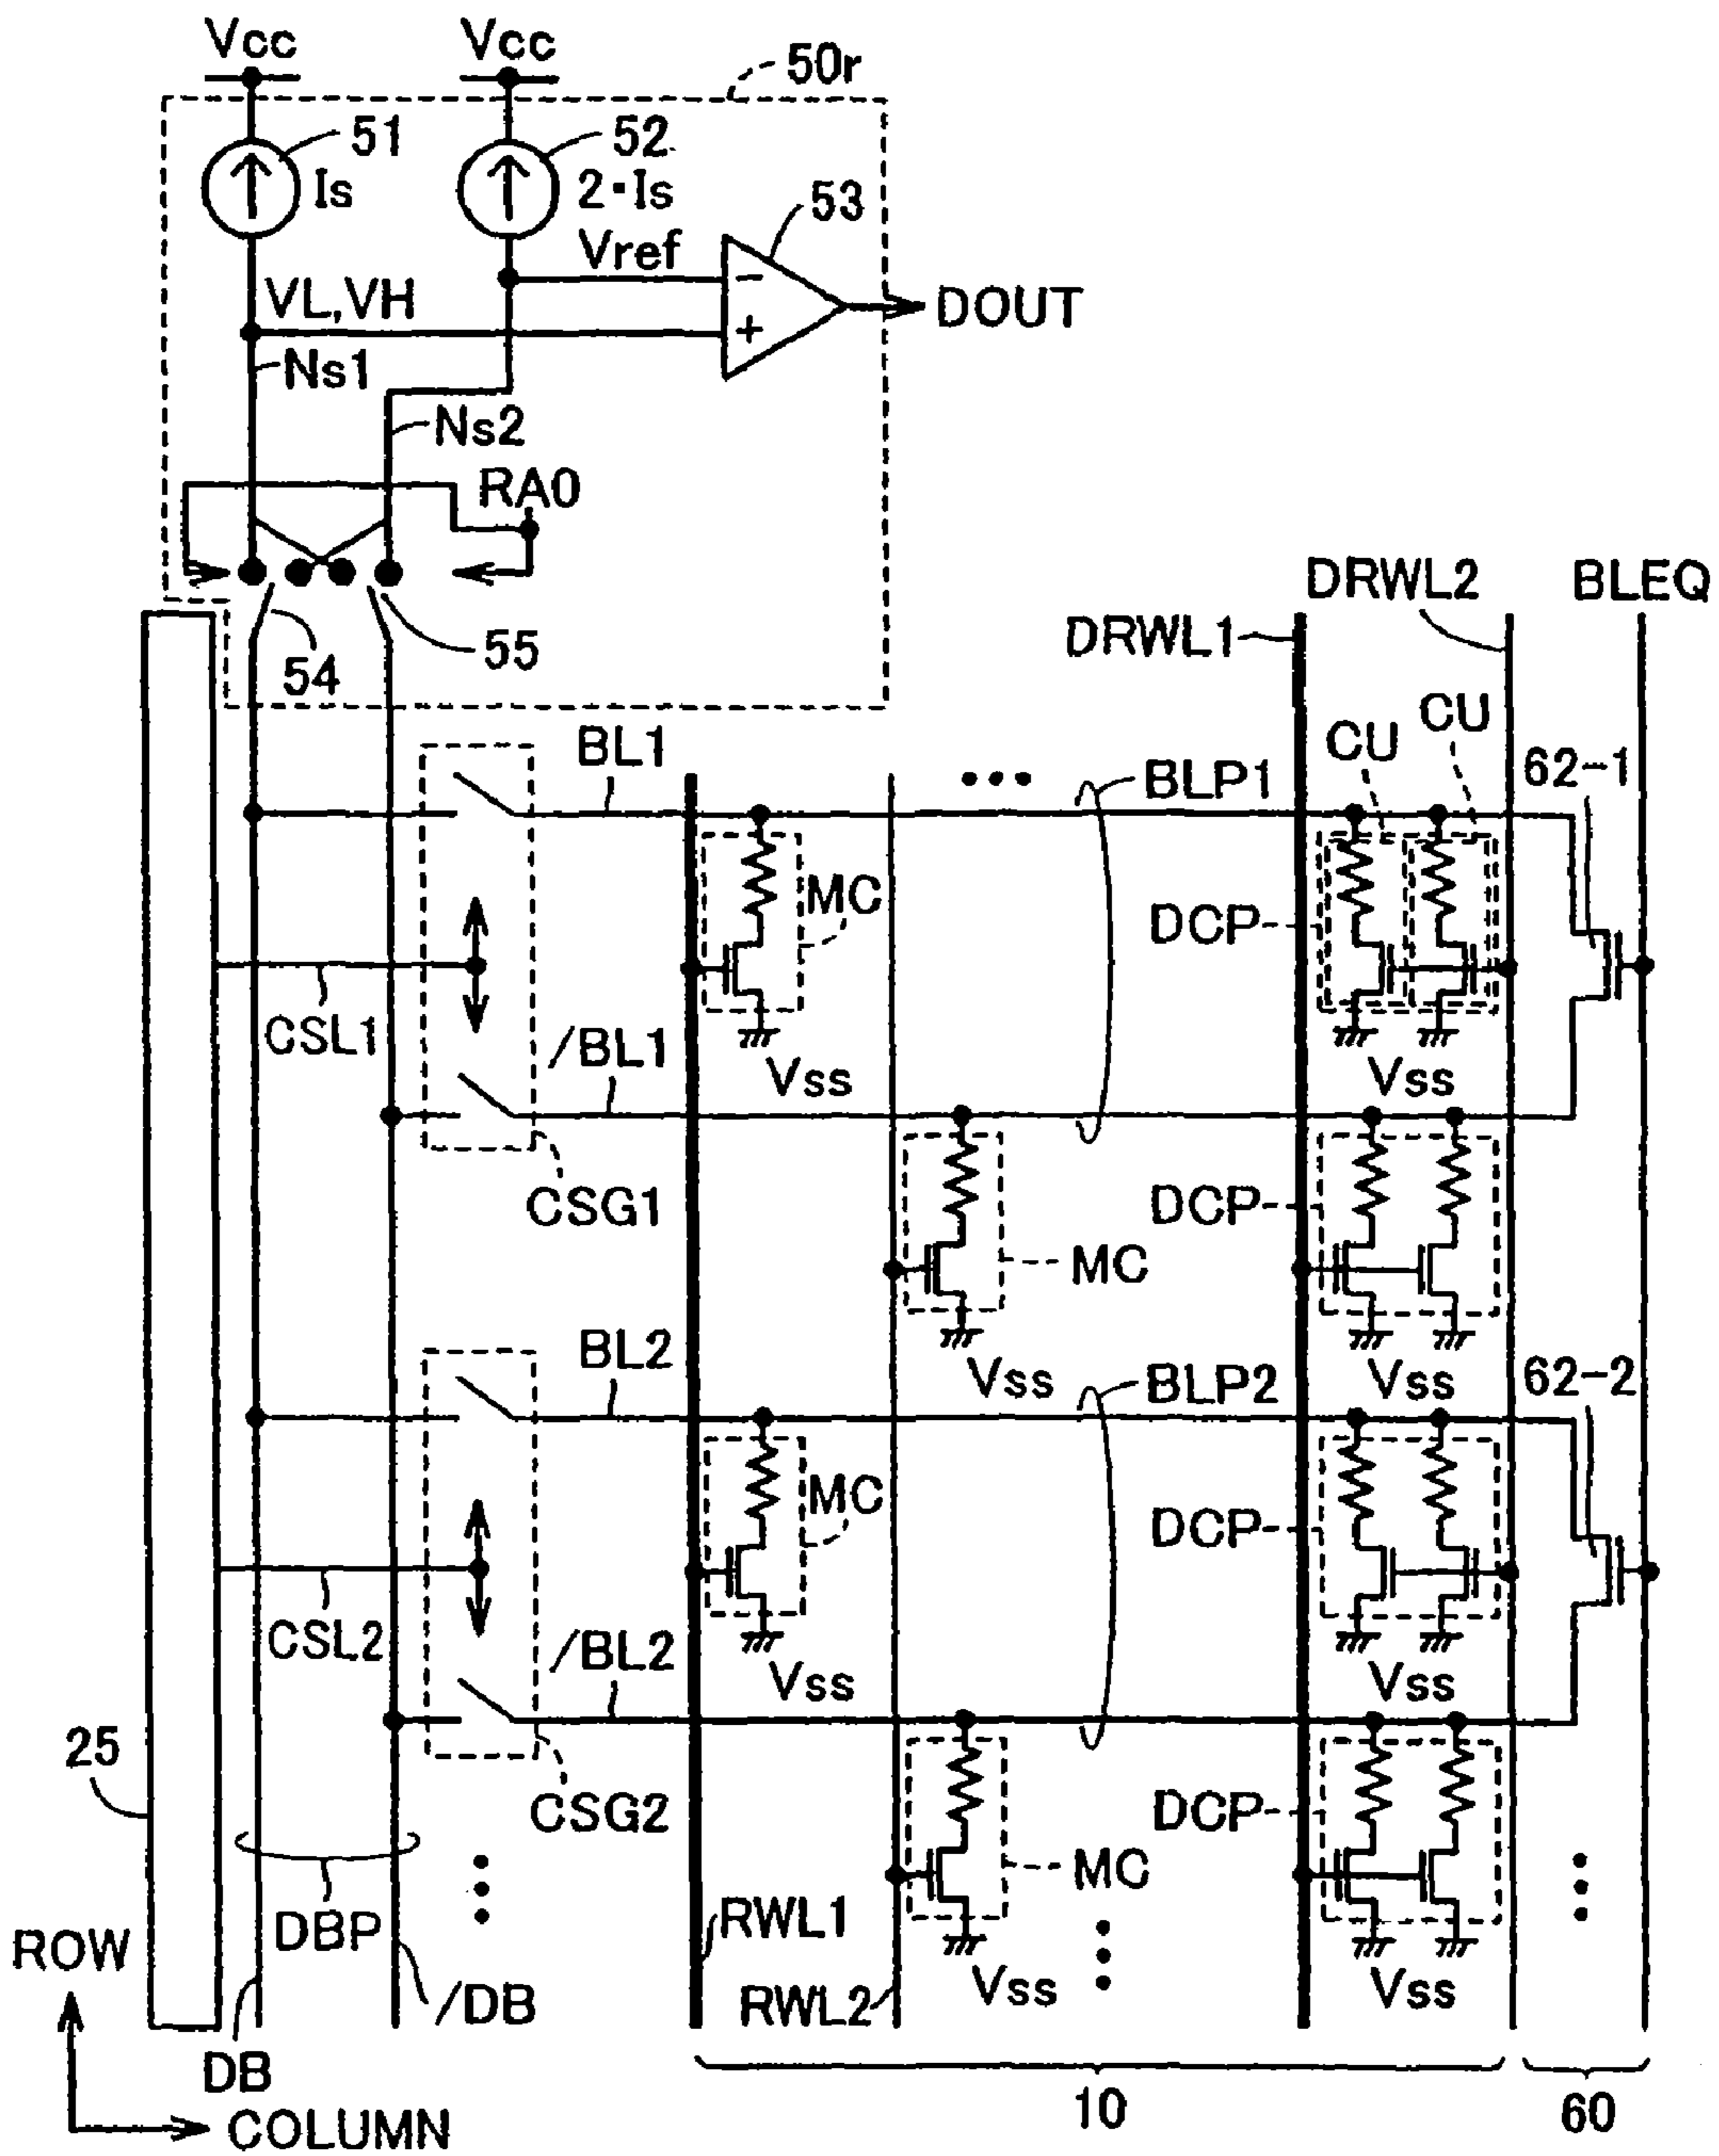 Vcc Vcc
50r
51 52
Is 2·Is
53
Vref
−
VL,VH
+
DOUT
Ns1
Ns2
RA0
DRWL2 BLEQ
DRWL1
55
54
CU CU
BL1
BLP1
62-1
MC
DCP
CSL1
/BL1
Vss Vss
CSG1
DCP
MC
BL2
Vss
BLP2
Vss
62-2
MC
DCP
CSL2
/BL2
Vss Vss
25
CSG2
DCP
MC
DBP
RWL1
ROW
Vss Vss
/DB
RWL2
DB
10 60
COLUMN